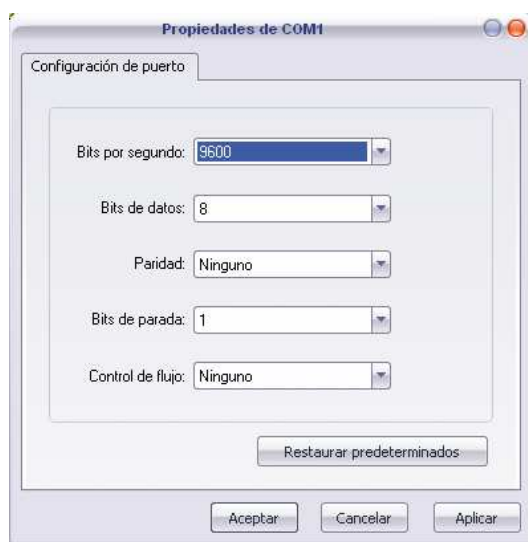 Propiedades de COM1
Configuración de puerto
Bits por segundo: 9600
Bits de datos: 8
Paridad: Ninguno
Bits de parada: 1
Control de flujo: Ninguno
Restaurar predeterminados
Aceptar Cancelar Aplicar